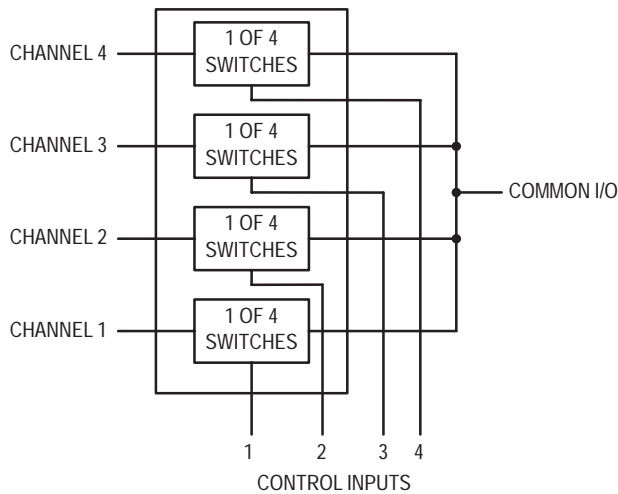 CHANNEL 4
1 OF 4
SWITCHES
CHANNEL 3
1 OF 4
SWITCHES
COMMON I/O
CHANNEL 2
1 OF 4
SWITCHES
CHANNEL 1
1 OF 4
SWITCHES
1 2 3 4
CONTROL INPUTS